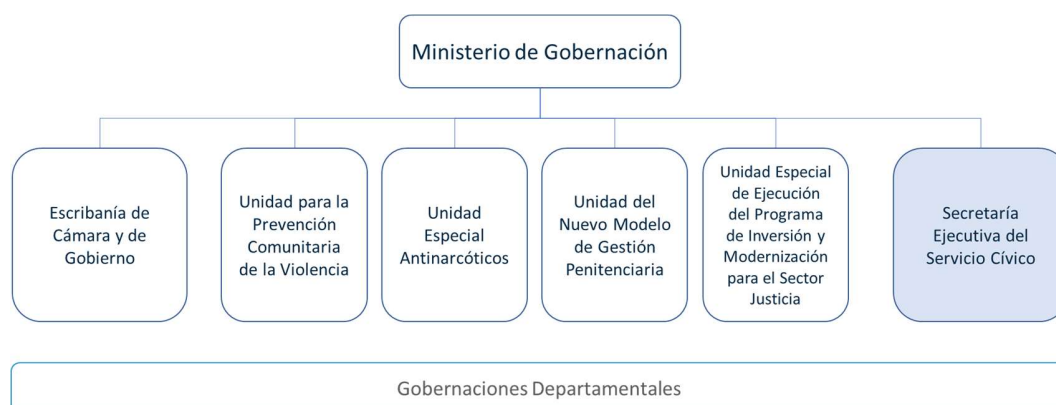 Ministerio de Gobernación
Escribanía de
Cámara y de
Gobierno
Unidad para la
Prevención
Comunitaria
de la Violencia
Unidad
Especial
Antinarcóticos
Unidad del
Nuevo Modelo
de Gestión
Penitenciaria
Unidad Especial
de Ejecución
del Programa
de Inversión y
Modernización
para el Sector
Justicia
Secretaría
Ejecutiva del
Servicio Cívico
Gobernaciones Departamentales